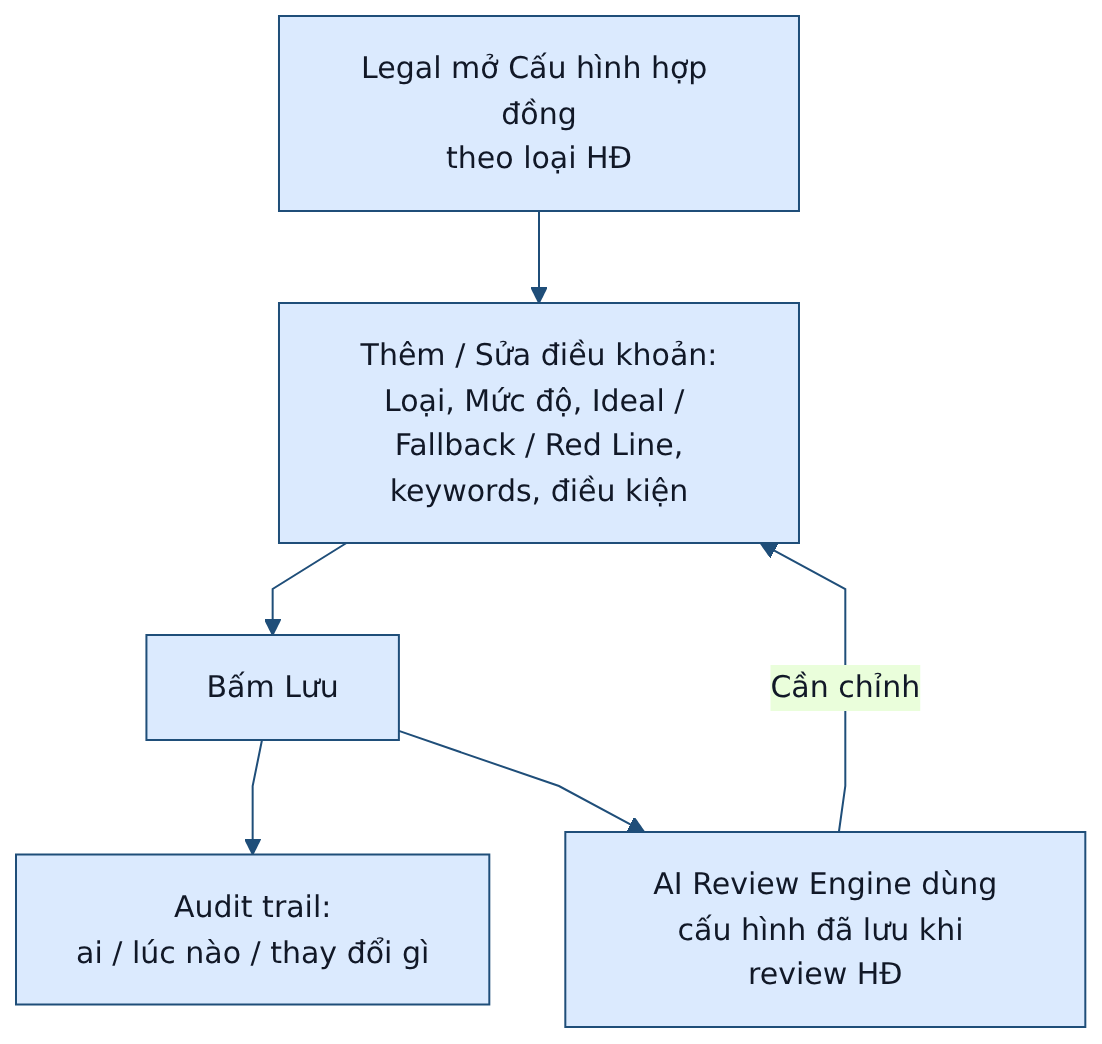 Legal mở Cấu hình hợp
đồng
theo loại HĐ
Thêm / Sửa điều khoản:
Loại, Mức độ, Ideal /
Fallback / Red Line,
keywords, điều kiện
Bấm Lưu
Cần chỉnh
Audit trail:
ai / lúc nào / thay đổi gì
AI Review Engine dùng
cấu hình đã lưu khi
review HĐ